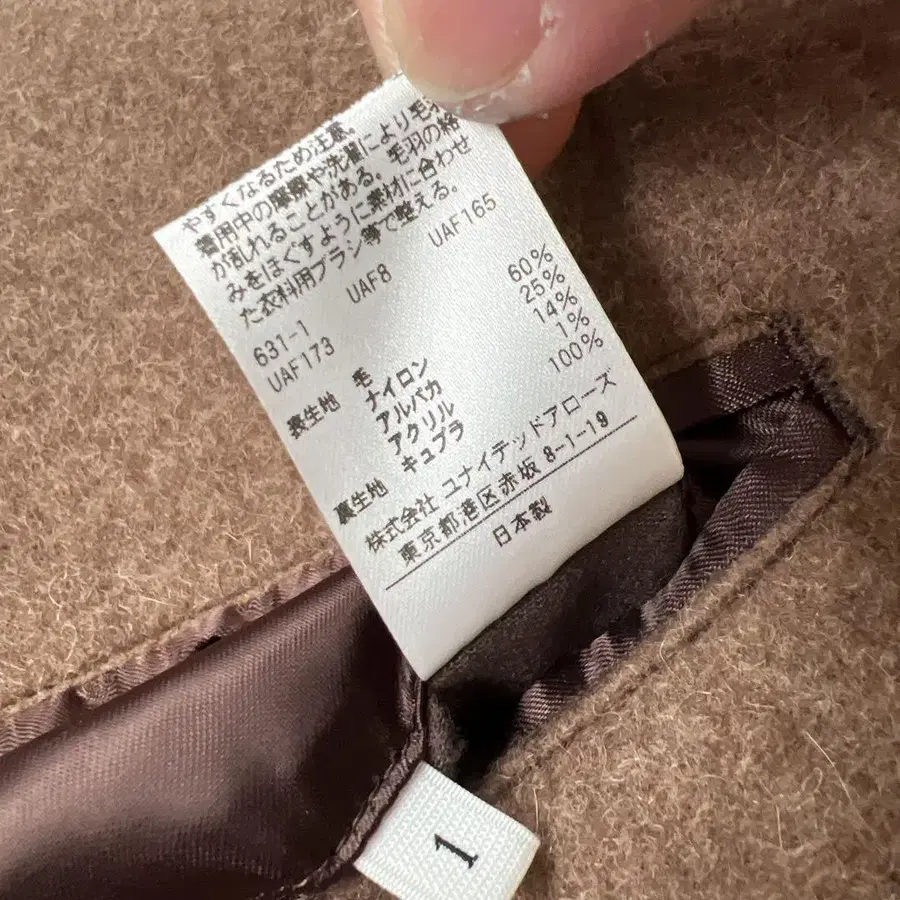 やすくなるため注意。
着用中の摩擦や洗濯により毛羽
が乱れることがある。毛羽の絡
みをほぐすように素材に合わせ
た衣料用ブラシ等で整える。
631-1 UAF8 UAF165
UAF173
表生地 毛 60%
ナイロン 25%
アルパカ 14%
アクリル 1%
裏生地 キュプラ 100%
株式会社 ユナイテッドアローズ
東京都港区赤坂 8-1-19
日本製
1